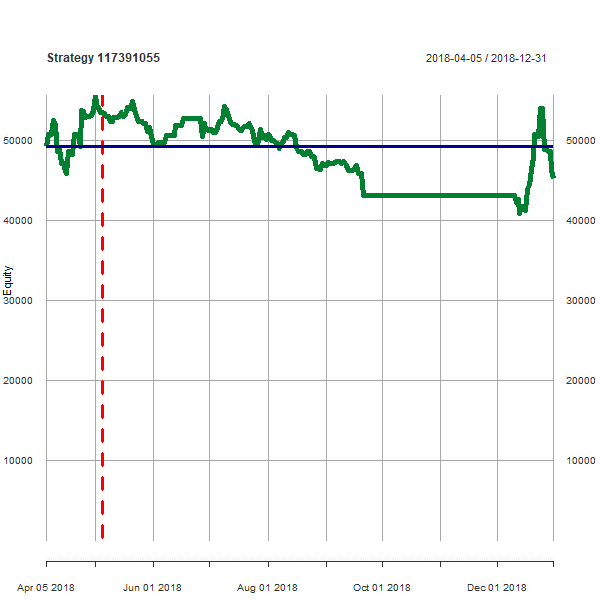 Strategy 117391055
2018-04-05 / 2018-12-31
50000
50000
40000
40000
Equity
30000
30000
20000
20000
10000
10000
Apr 05 2018
Jun 01 2018
Aug 01 2018
Oct 01 2018
Dec 01 2018